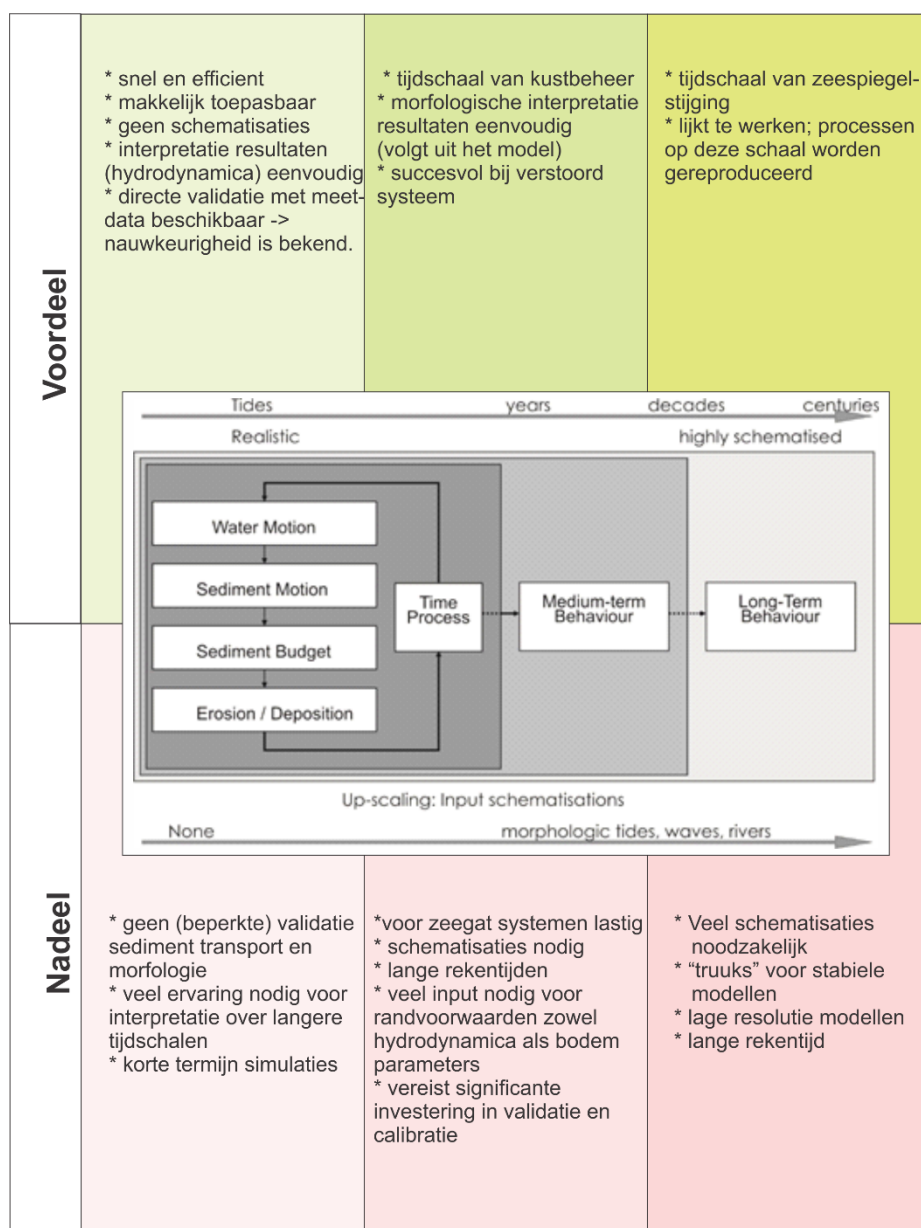 Voordeel
* snel en efficient
* makkelijk toepasbaar
* geen schematisaties
* interpretatie resultaten
(hydrodynamica) eenvoudig
* directe validatie met meet-
data beschikbaar ->
nauwkeurigheid is bekend.
* tijdschaal van kustbeheer
* morfologische interpretatie
resultaten eenvoudig
(volgt uit het model)
* succesvol bij verstoord
systeem
* tijdschaal van zeespiegel-
stijging
* lijkt te werken; processen
op deze schaal worden
gereproduceerd
Tides years decades centuries
Realistic highly schematised
Water Motion
Sediment Motion
Sediment Budget
Erosion / Deposition
Time
Process
Medium-term
Behaviour
Long-Term
Behaviour
Up-scaling: Input schematisations
None morphologic tides, waves, rivers
Nadeel
* geen (beperkte) validatie
sediment transport en
morfologie
* veel ervaring nodig voor
interpretatie over langere
tijdschalen
* korte termijn simulaties
*voor zeegat systemen lastig
* schematisaties nodig
* lange rekentijden
* veel input nodig voor
randvoorwaarden zowel
hydrodynamica als bodem
parameters
* vereist significante
investering in validatie en
calibratie
* Veel schematisaties
noodzakelijk
* “truuks” voor stabiele
modellen
* lage resolutie modellen
* lange rekentijd